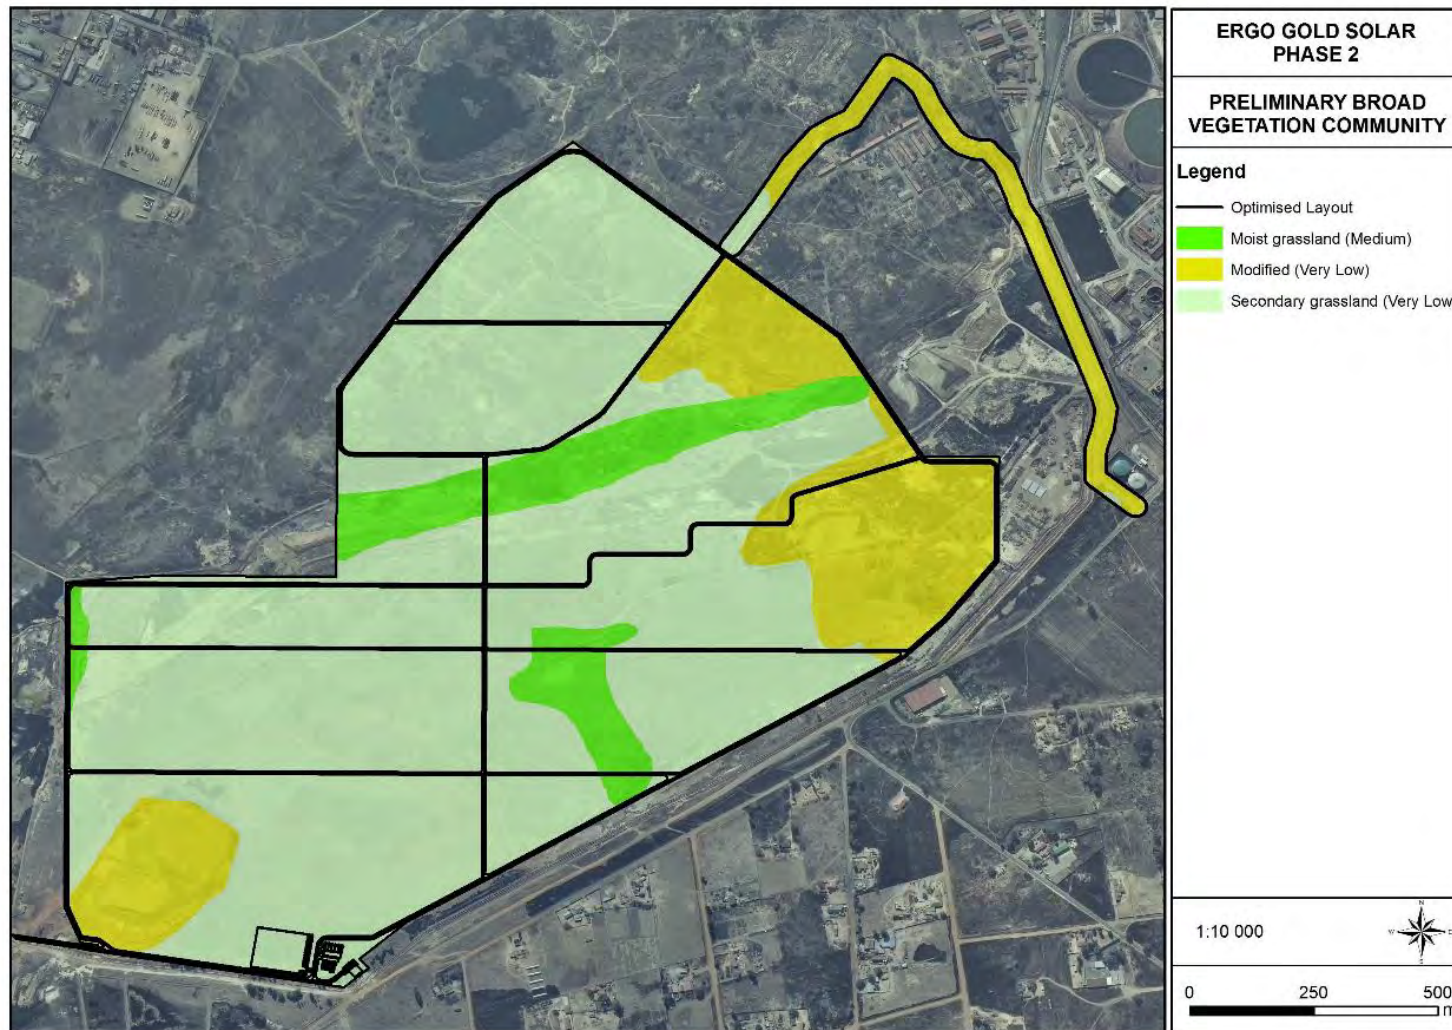 ERGO GOLD SOLAR
PHASE 2
PRELIMINARY BROAD
VEGETATION COMMUNITY
Legend
Optimised Layout
Moist grassland (Medium)
Modified (Very Low)
Secondary grassland (Very Low
1:10 000
N
W
S
0 250 500